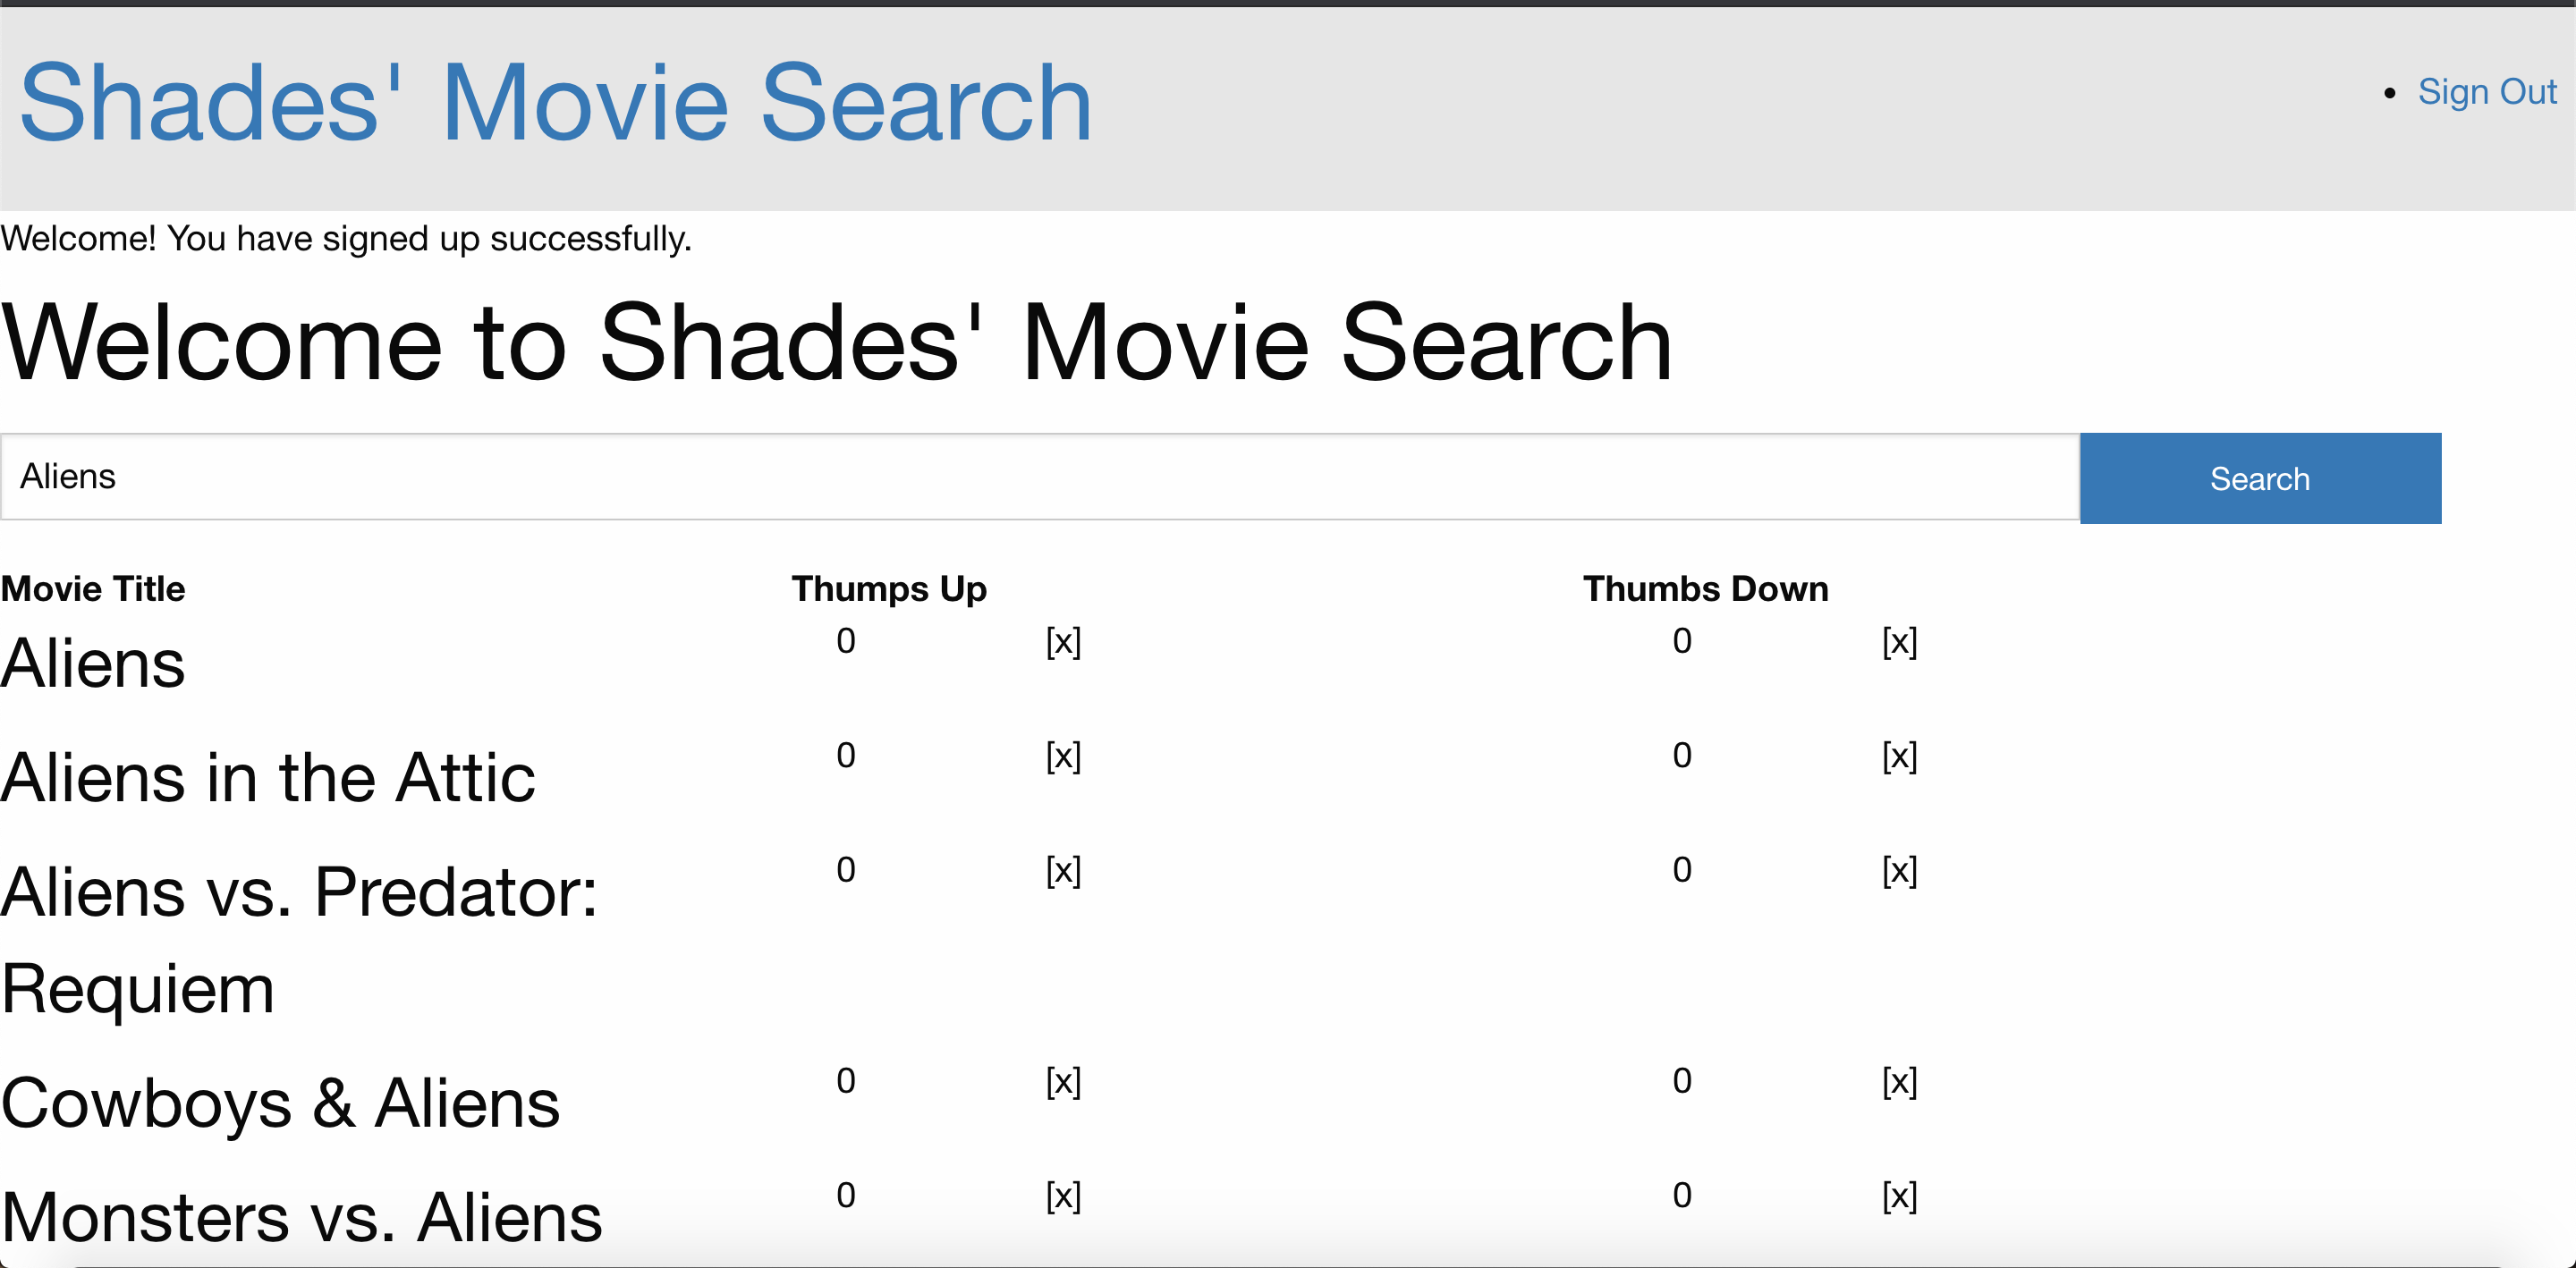 Shades' Movie Search
• Sign Out
Welcome! You have signed up successfully.
Welcome to Shades' Movie Search
Aliens
Search
Movie Title Thumps Up Thumbs Down
Aliens 0 [x] 0 [x]
Aliens in the Attic 0 [x] 0 [x]
Aliens vs. Predator: 0 [x] 0 [x]
Requiem
Cowboys & Aliens 0 [x] 0 [x]
Monsters vs. Aliens 0 [x] 0 [x]